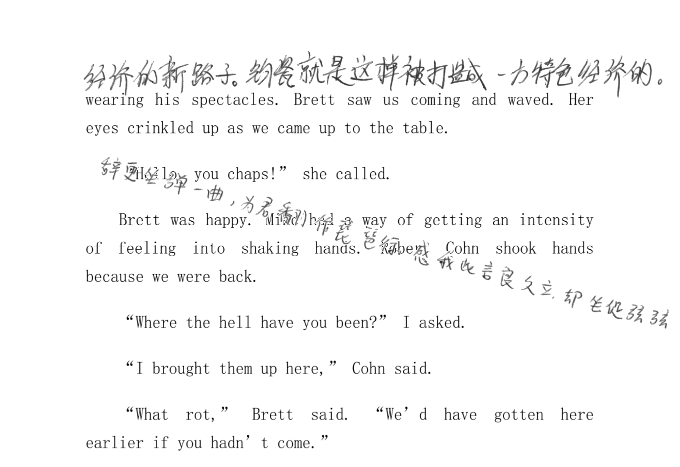 经济的新路子。钧瓷就是这样被打造成一方特色经济的。
wearing his spectacles. Brett saw us coming and waved. Her
eyes crinkled up as we came up to the table.
“Hello, you chaps!” she called.
辞更坐弹一曲,为君翻作琵琶行 感我此言良久立,却坐促弦弦
Brett was happy. Mike had a way of getting an intensity
of feeling into shaking hands. Robert Cohn shook hands
because we were back.
“Where the hell have you been?” I asked.
“I brought them up here,” Cohn said.
“What rot,” Brett said. “We’d have gotten here
earlier if you hadn’t come.”